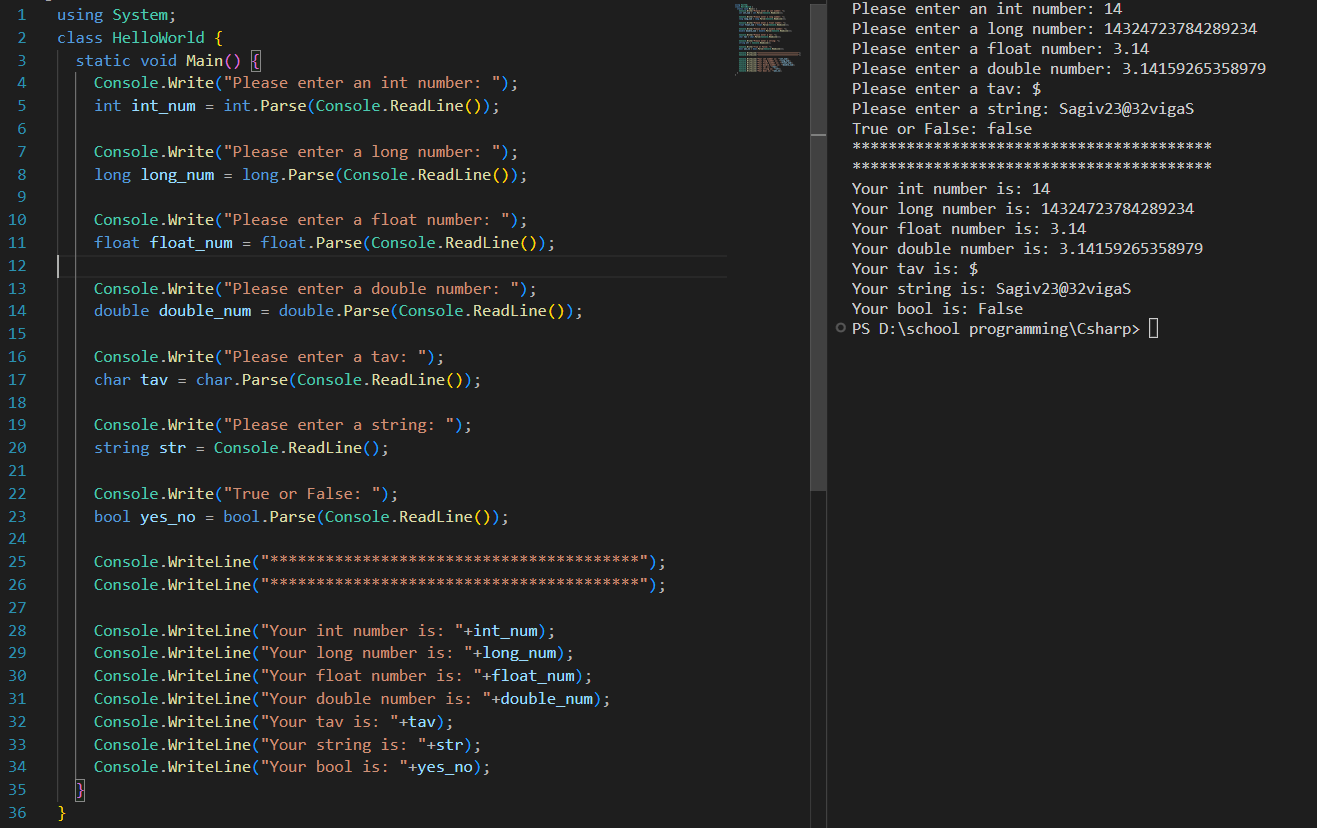 1 using System;
2 class HelloWorld {
3 static void Main() {
4 Console.Write("Please enter an int number: ");
5 int int_num = int.Parse(Console.ReadLine());
6
7 Console.Write("Please enter a long number: ");
8 long long_num = long.Parse(Console.ReadLine());
9
10 Console.Write("Please enter a float number: ");
11 float float_num = float.Parse(Console.ReadLine());
12
13 Console.Write("Please enter a double number: ");
14 double double_num = double.Parse(Console.ReadLine());
15
16 Console.Write("Please enter a tav: ");
17 char tav = char.Parse(Console.ReadLine());
18
19 Console.Write("Please enter a string: ");
20 string str = Console.ReadLine();
21
22 Console.Write("True or False: ");
23 bool yes_no = bool.Parse(Console.ReadLine());
24
25 Console.WriteLine("****************************************");
26 Console.WriteLine("****************************************");
27
28 Console.WriteLine("Your int number is: "+int_num);
29 Console.WriteLine("Your long number is: "+long_num);
30 Console.WriteLine("Your float number is: "+float_num);
31 Console.WriteLine("Your double number is: "+double_num);
32 Console.WriteLine("Your tav is: "+tav);
33 Console.WriteLine("Your string is: "+str);
34 Console.WriteLine("Your bool is: "+yes_no);
35 }
36 }
Please enter an int number: 14
Please enter a long number: 14324723784289234
Please enter a float number: 3.14
Please enter a double number: 3.14159265358979
Please enter a tav: $
Please enter a string: Sagiv23@32vigaS
True or False: false
****************************************
****************************************
Your int number is: 14
Your long number is: 14324723784289234
Your float number is: 3.14
Your double number is: 3.14159265358979
Your tav is: $
Your string is: Sagiv23@32vigaS
Your bool is: False
PS D:\school programming\Csharp>